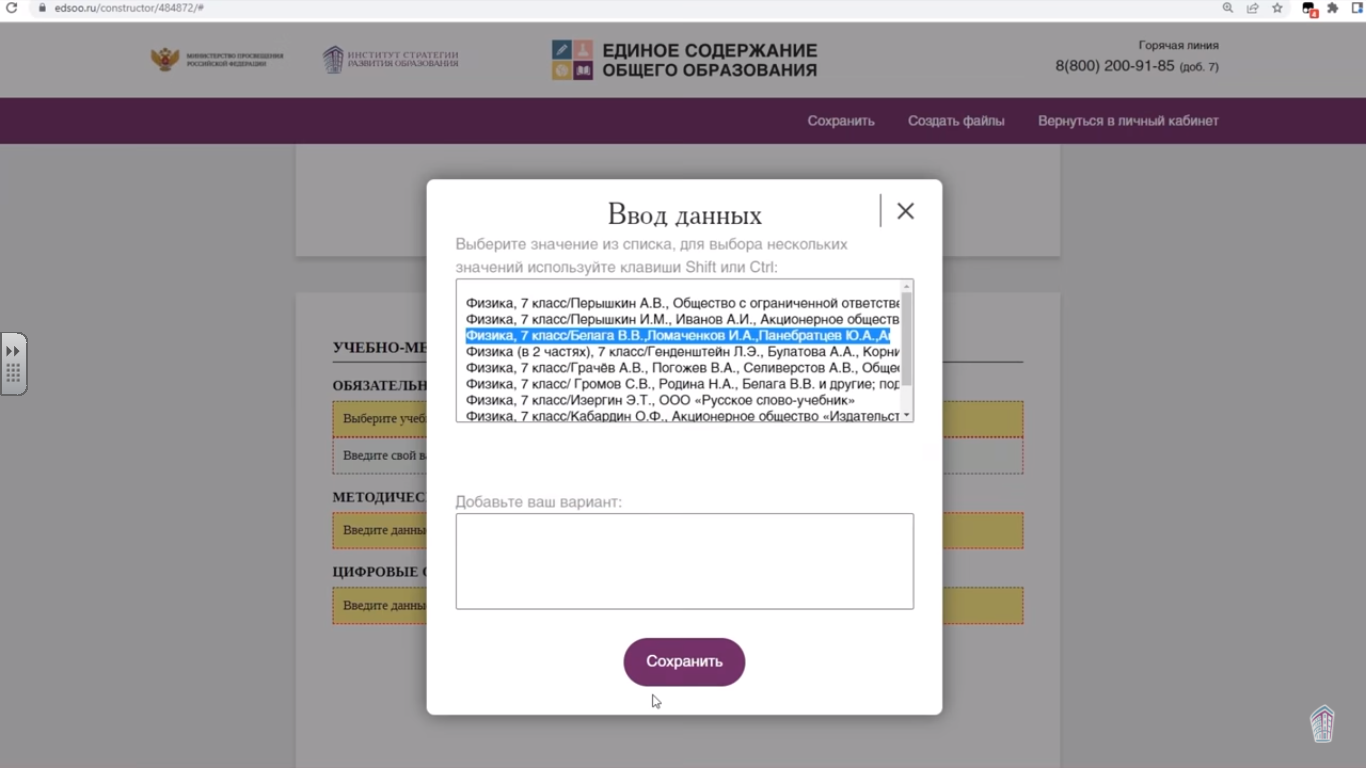 edsoo.ru/constructor/484872/#
МИНИСТЕРСТВО ПРОСВЕЩЕНИЯ
РОССИЙСКОЙ ФЕДЕРАЦИИ
ИНСТИТУТ СТРАТЕГИИ
РАЗВИТИЯ ОБРАЗОВАНИЯ
ЕДИНОЕ СОДЕРЖАНИЕ
ОБЩЕГО ОБРАЗОВАНИЯ
Горячая линия
8(800) 200-91-85 (доб. 7)
Сохранить Создать файлы Вернуться в личный кабинет
Ввод данных
Выберите значение из списка, для выбора нескольких
значений используйте клавиши Shift или Ctrl:
Физика, 7 класс/Перышкин А.В., Общество с ограниченной ответстве
Физика, 7 класс/Перышкин И.М., Иванов А.И., Акционерное обществ
Физика, 7 класс/Белага В.В.,Ломаченков И.А.,Панебратцев Ю.А.,А
Физика (в 2 частях), 7 класс/Генденштейн Л.Э., Булатова А.А., Корни
Физика, 7 класс/Грачёв А.В., Погожев В.А., Селиверстов А.В., Общес
Физика, 7 класс/ Громов С.В., Родина Н.А., Белага В.В. и другие; под
Физика, 7 класс/Изергин Э.Т., ООО «Русское слово-учебник»
Физика, 7 класс/Кабардин О.Ф., Акционерное общество «Издательст
УЧЕБНО-МЕ
ОБЯЗАТЕЛЬН
Выберите учеб
Введите свой в
МЕТОДИЧЕС
Введите данны
ЦИФРОВЫЕ
Введите данны
Добавьте ваш вариант:
Сохранить